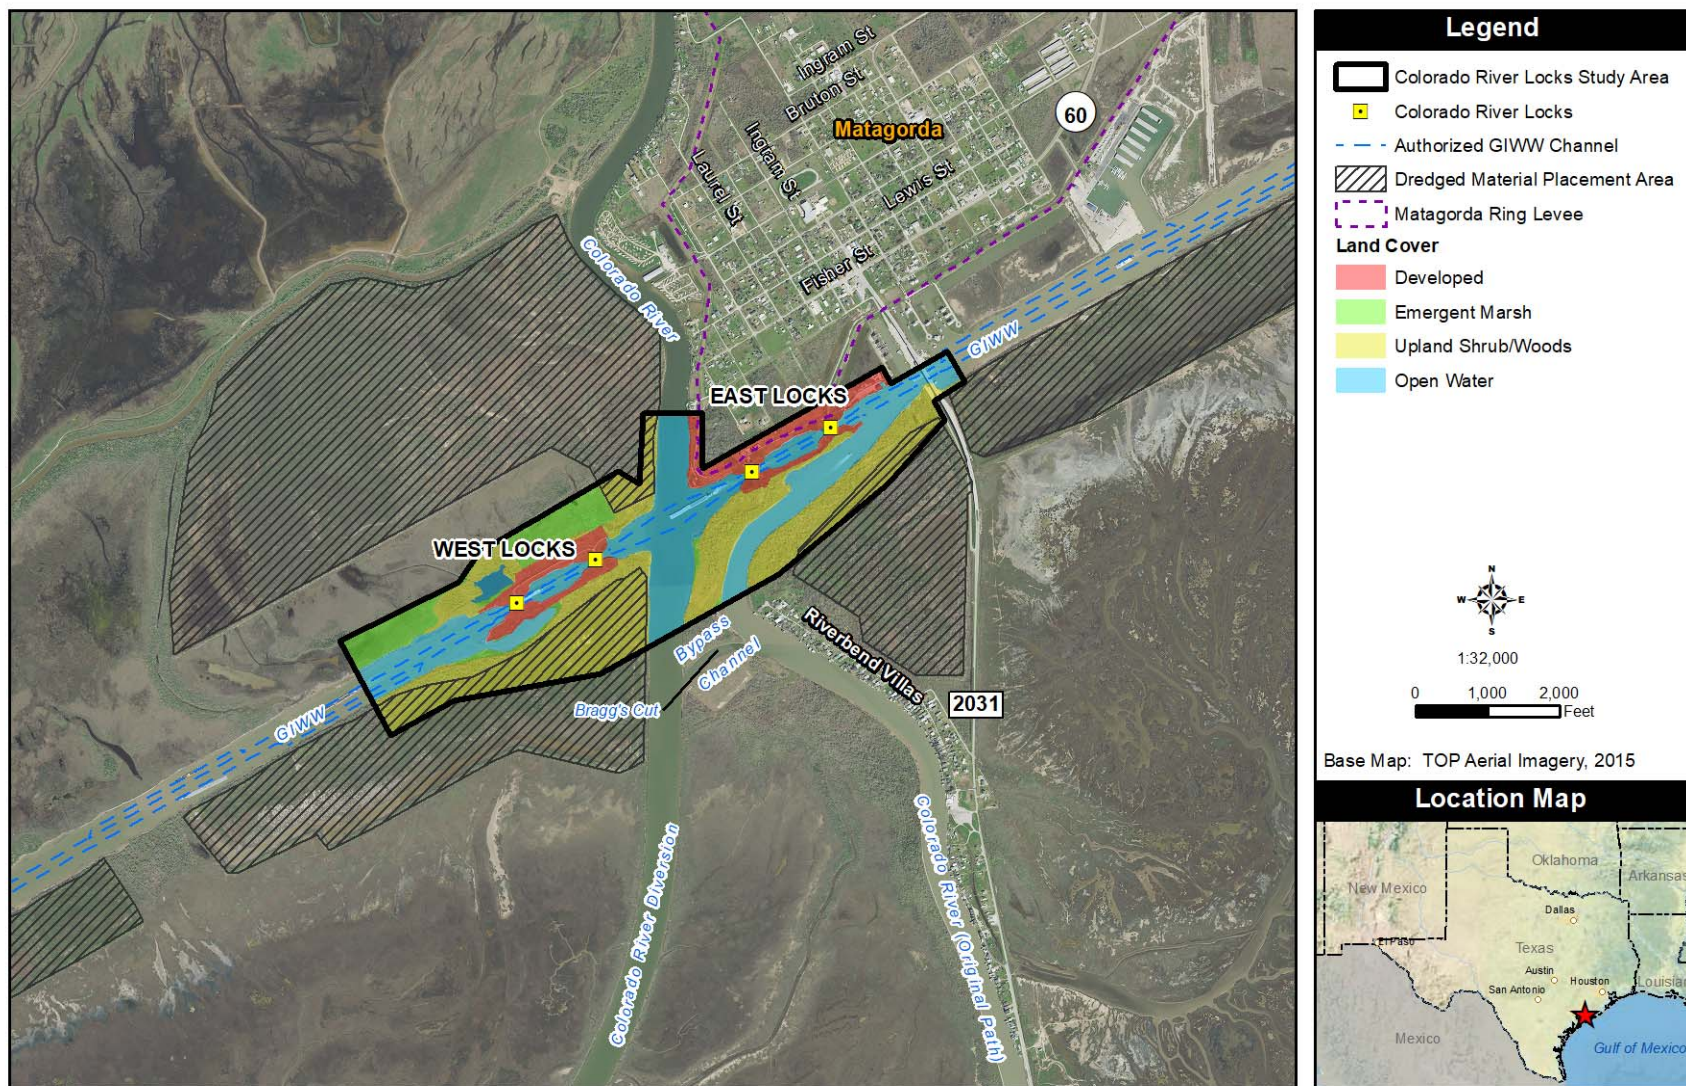 Ingram St
Bruton St
60
Matagorda
Ingram St
Laurel St
Lewis St
Colorado River
Fisher St
GIWW
EAST LOCKS
WEST LOCKS
Riverbend Villas
Bypass
Channel
Bragg's Cut
2031
GIWW
Colorado River Diversion
Colorado River (Original Path)
Legend
Colorado River Locks Study Area
Colorado River Locks
Authorized GIWW Channel
Dredged Material Placement Area
Matagorda Ring Levee
Land Cover
Developed
Emergent Marsh
Upland Shrub/Woods
Open Water
N
W E
S
1:32,000
0 1,000 2,000
Feet
Base Map: TOP Aerial Imagery, 2015
Location Map
Oklahoma
Arkansas
New Mexico
Dallas
El Paso
Texas
Austin
Houston
San Antonio
Louisian
Mexico
Gulf of Mexico